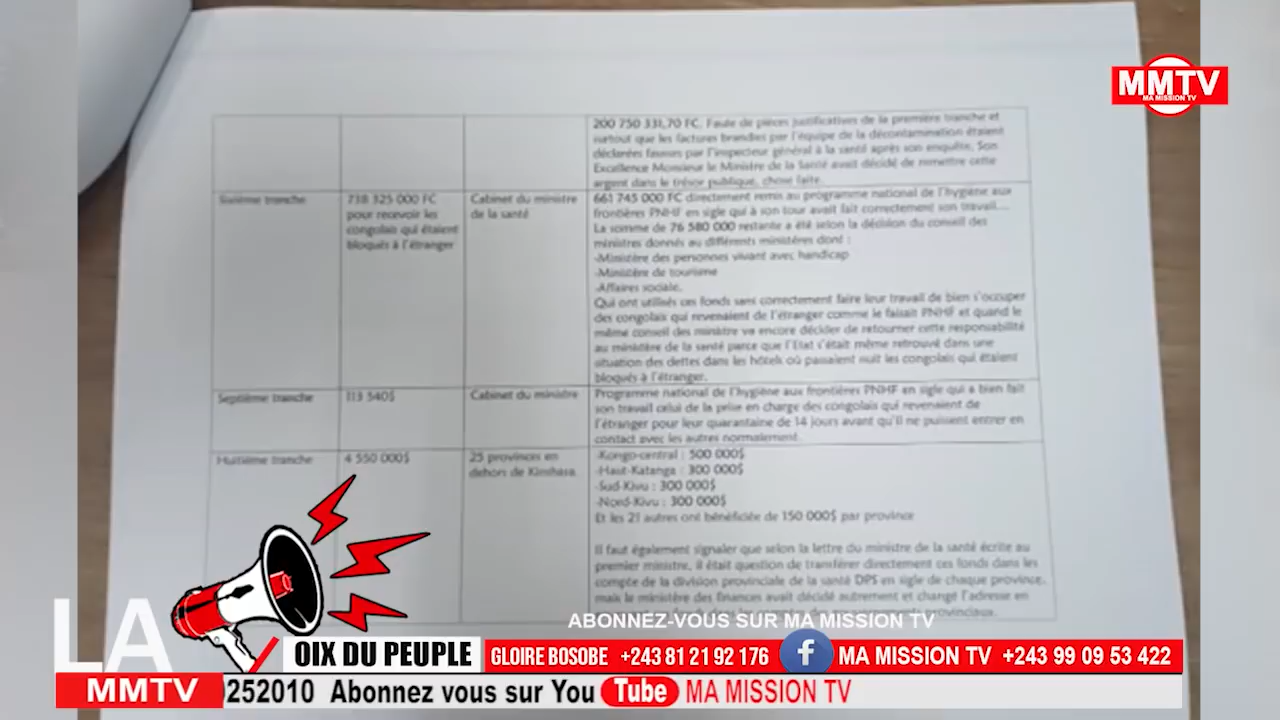 200 750 331,70 FC. Faute de pièces justificatives de la première tranche et
surtout que les factures brandies par l'équipe de la décontamination étaient
déclarées fausses par l'inspecteur général à la santé après son enquête, Son
Excellence Monsieur le Ministre de la Santé avait décidé de remettre cette
argent dans le trésor publique, chose faite.
Sixième tranche
738 325 000 FC
pour recevoir les
congolais qui étaient
bloqués à l'étranger
Cabinet du ministre
de la santé
661 745 000 FC directement remis au programme national de l'hygiène aux
frontières PNHF en sigle qui à son tour avait fait correctement son travail....
La somme de 76 580 000 restante a été selon la décision du conseil des
ministres donnés au différents ministères dont :
-Ministère des personnes vivant avec handicap
-Ministère de tourisme
-Affaires sociale.
Qui ont utilisés ces fonds sans correctement faire leur travail de bien s'occuper
des congolais qui revenaient de l'étranger comme le faisait PNHF et quand le
même conseil des ministre va encore décider de retourner cette responsabilité
au ministère de la santé parce que l'Etat s'était même retrouvé dans une
situation des dettes dans les hôtels où passaient nuit les congolais qui étaient
bloqués à l'étranger.
Septième tranche
113 540$
Cabinet du ministre
Programme national de l'hygiène aux frontières PNHF en sigle qui a bien fait
son travail celui de la prise en charge des congolais qui revenaient de
l'étranger pour leur quarantaine de 14 jours avant qu'il ne puissent entrer en
contact avec les autres normalement.
Huitième tranche
4 550 000$
25 provinces en
dehors de Kinshasa
-Kongo-central : 500 000$
-Haut-Katanga : 300 000$
-Sud-Kivu : 300 000$
-Nord-Kivu : 300 000$
Et les 21 autres ont bénéficiée de 150 000$ par province
Il faut également signaler que selon la lettre du ministre de la santé écrite au
premier ministre, il était question de transférer directement ces fonds dans les
compte de la division provinciale de la santé DPS en sigle de chaque province,
mais le ministre des finances avait décidé autrement et changé l'adresse en
provinciaux.
MMTV
MA MISSION TV
ABONNEZ-VOUS SUR MA MISSION TV
LA
OIX DU PEUPLE
GLOIRE BOSOBE +243 81 21 92 176 f MA MISSION TV +243 99 09 53 422
MMTV
0252010 Abonnez vous sur You Tube MA MISSION TV